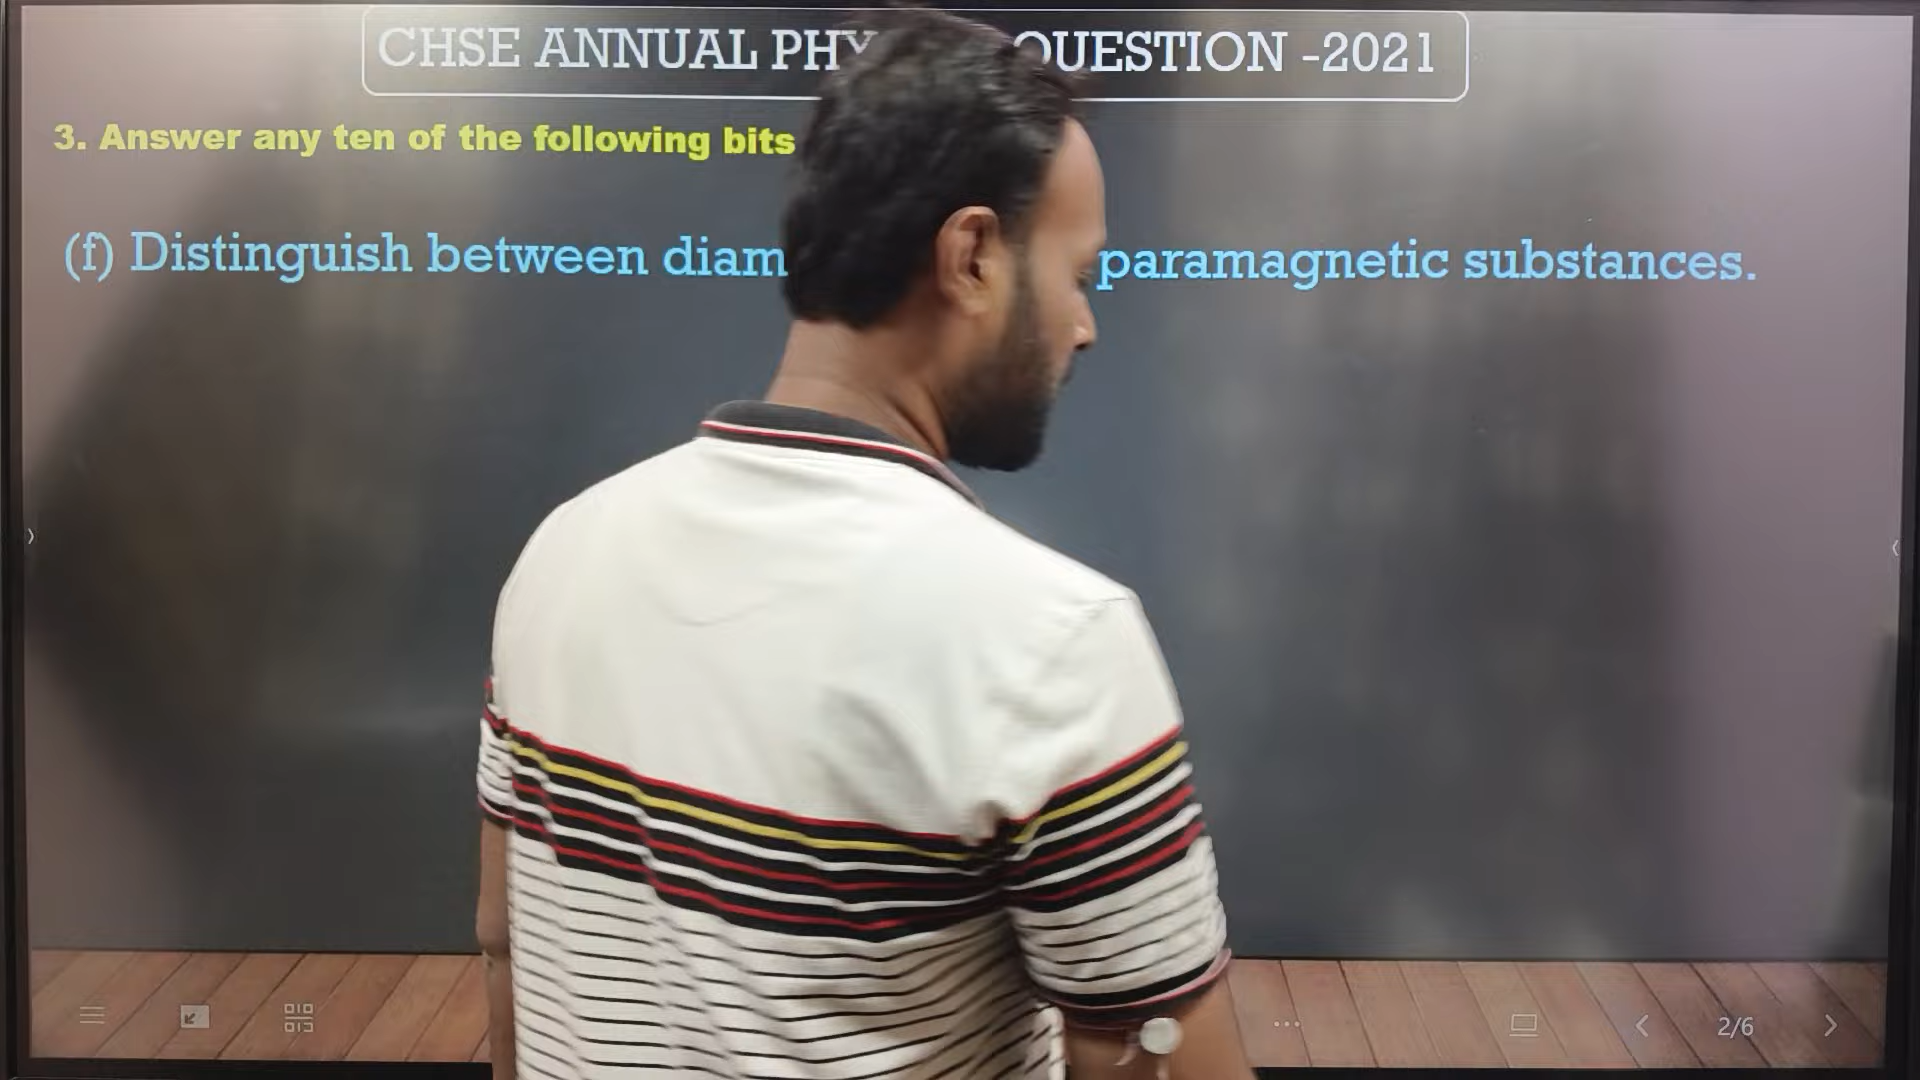 CHSE ANNUAL PHY QUESTION -2021
3. Answer any ten of the following bits
(f) Distinguish between diam paramagnetic substances.
2/6